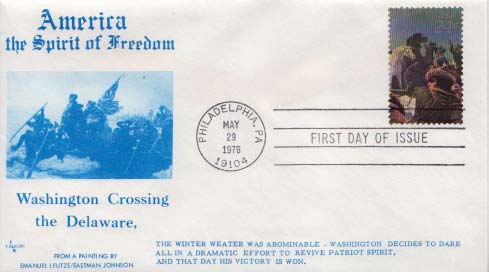 America
the Spirit of Freedom
Washington Crossing
the Delaware,
FROM A PAINTING BY
EMANUEL LEUTZE/EASTMAN JOHNSON
PHILADELPHIA, PA
MAY
29
1976
19104
FIRST DAY OF ISSUE
THE WINTER WEATER WAS ABOMINABLE - WASHINGTON DECIDES TO DARE
ALL IN A DRAMATIC EFFORT TO REVIVE PATRIOT SPIRIT,
AND THAT DAY HIS VICTORY IS WON.